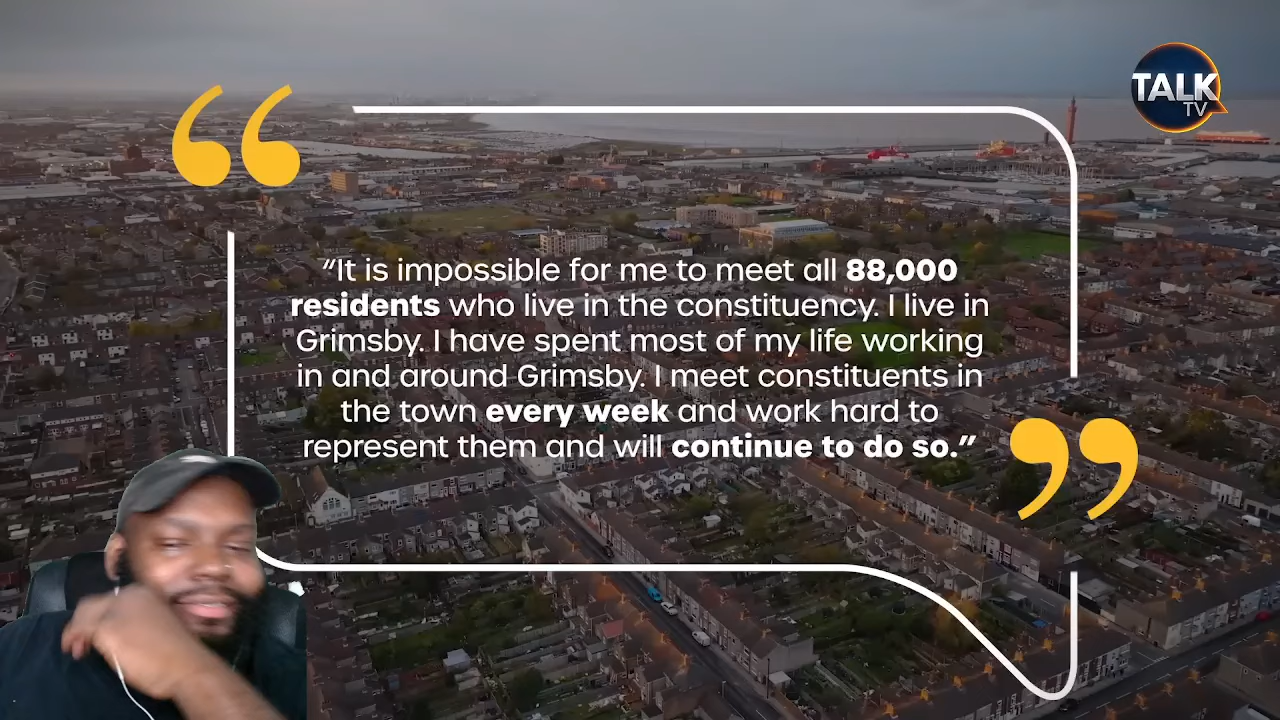 TALK
TV
“It is impossible for me to meet all 88,000
residents who live in the constituency. I live in
Grimsby. I have spent most of my life working
in and around Grimsby. I meet constituents in
the town every week and work hard to
represent them and will continue to do so.”